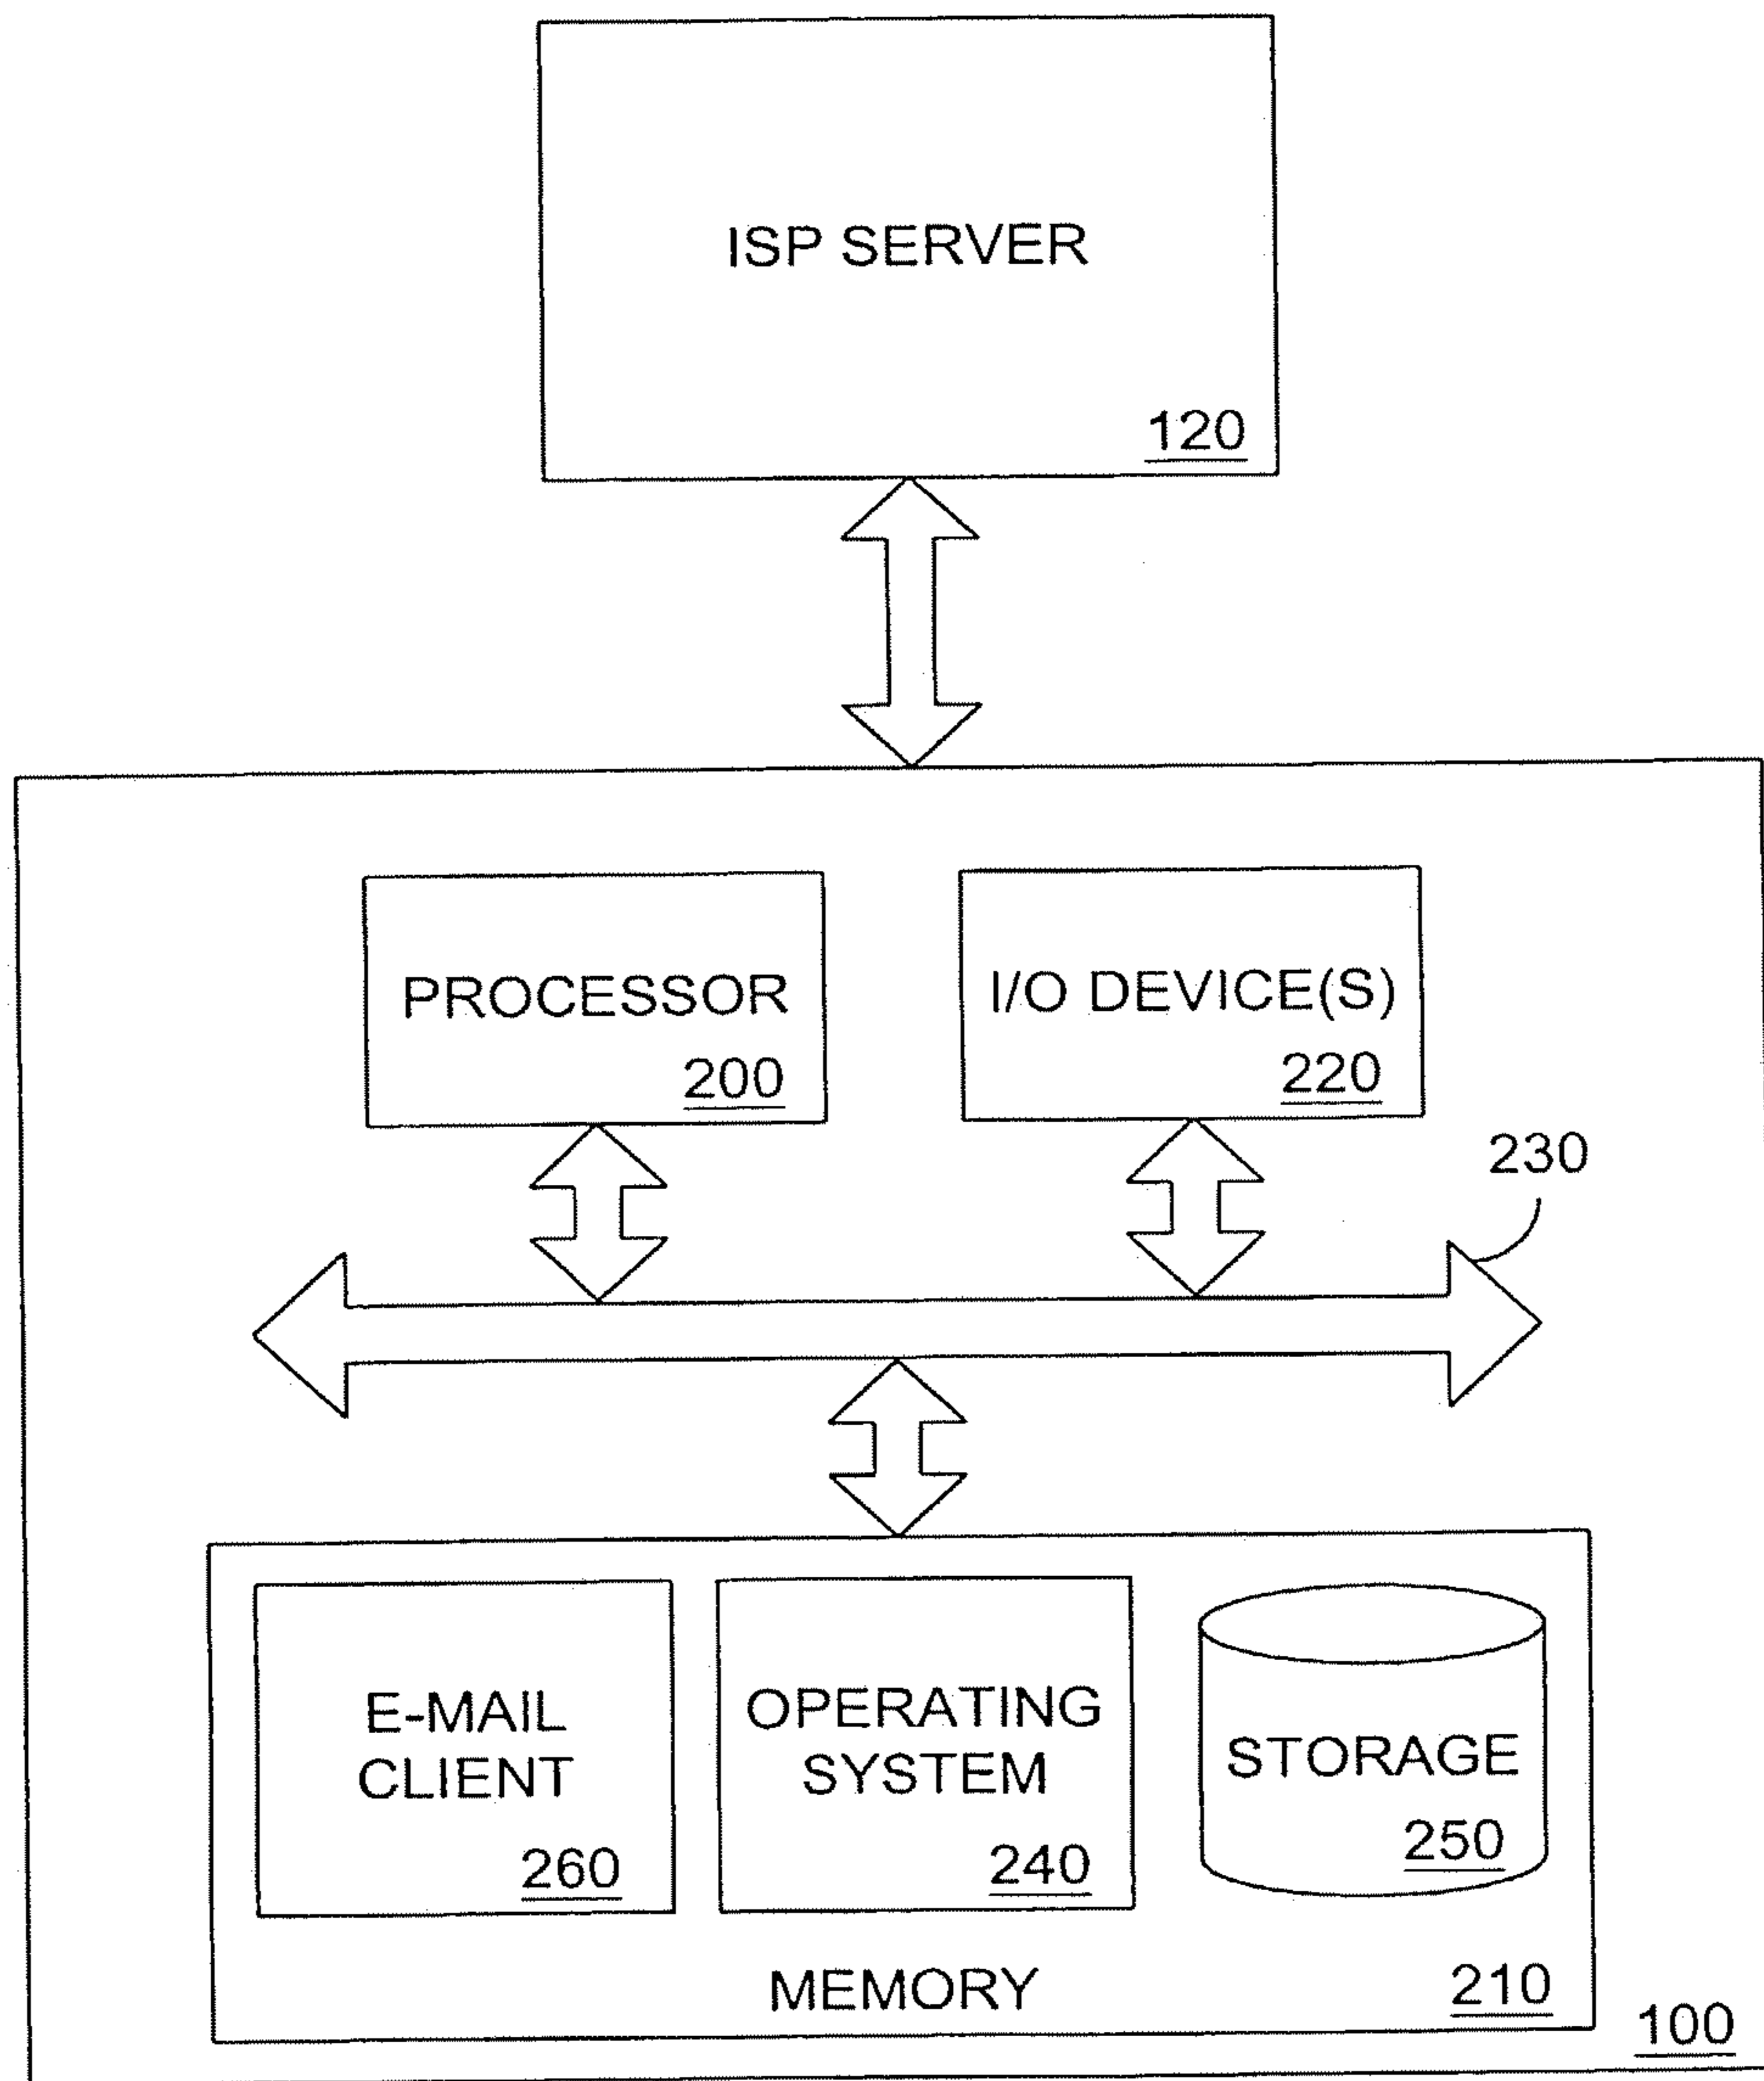 ISP SERVER
120
PROCESSOR
200
I/O DEVICE(S)
220
230
E-MAIL
CLIENT
260
OPERATING
SYSTEM
240
STORAGE
250
MEMORY
210
100